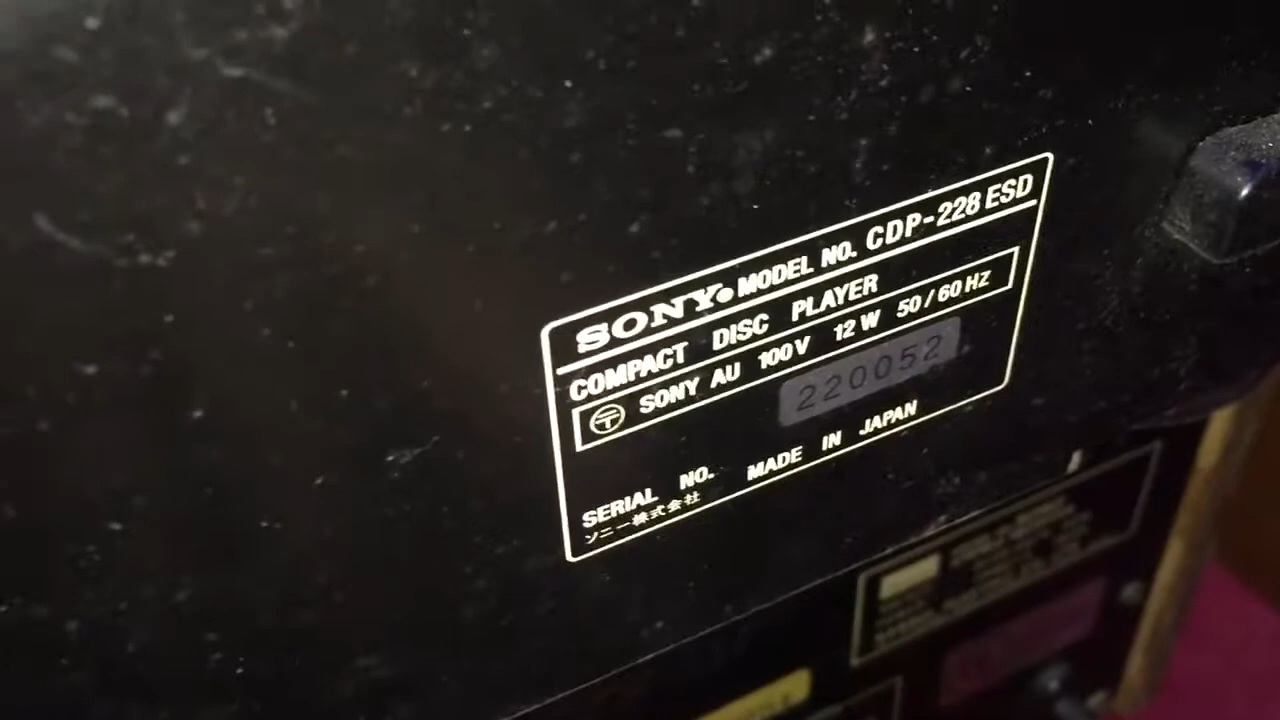 SONY® MODEL NO. CDP-228 ESD
COMPACT DISC PLAYER
〒 SONY AU 100V 12W 50/60HZ
220052
SERIAL NO. MADE IN JAPAN
ソニー株式会社